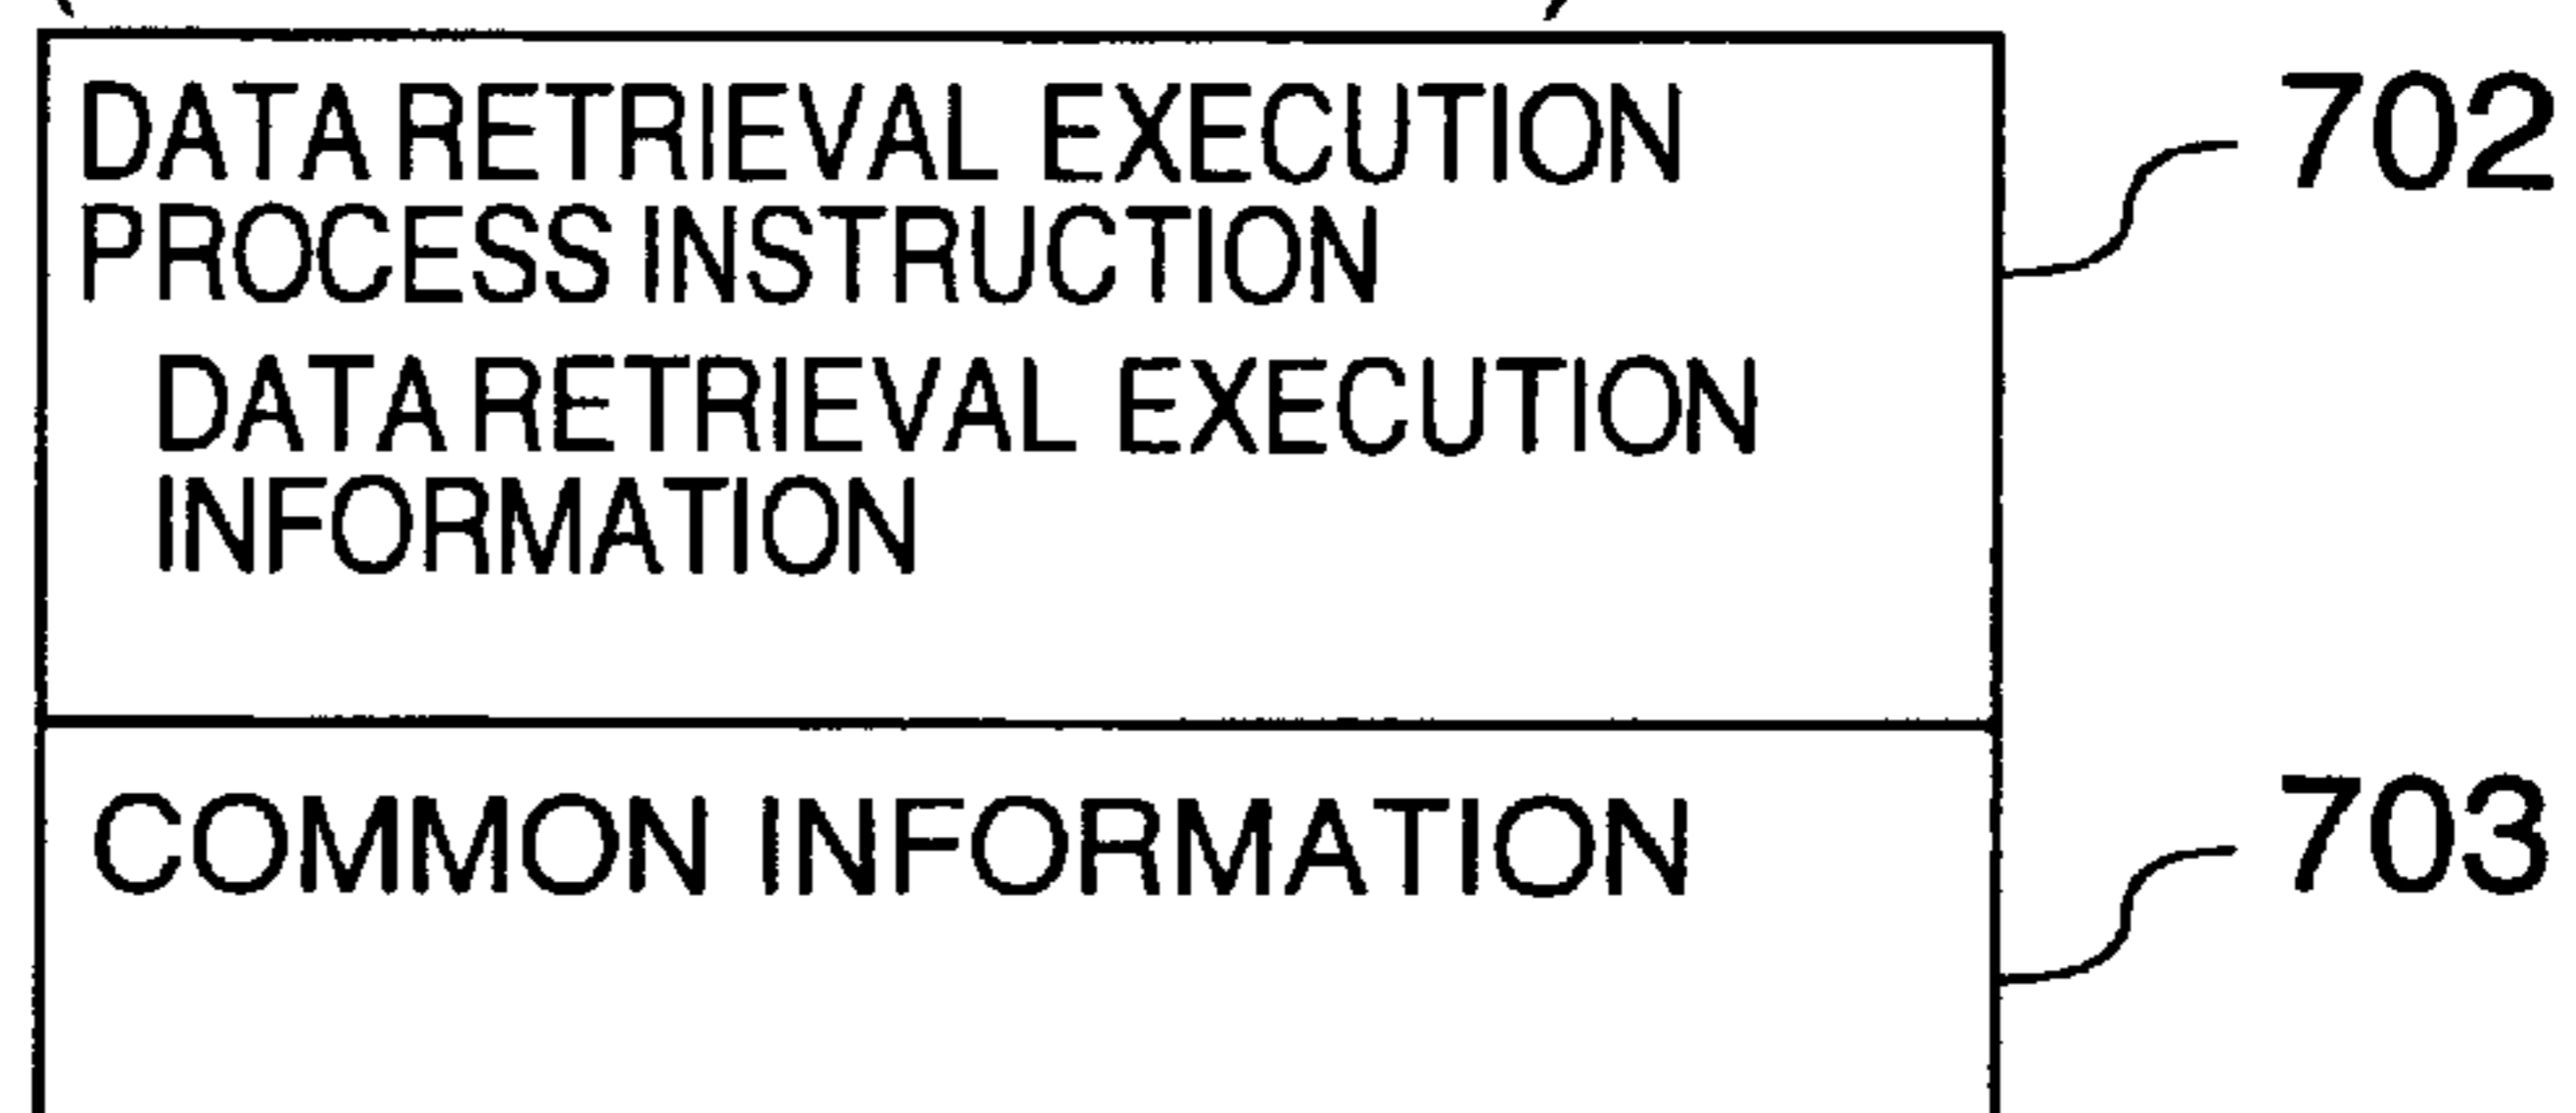 DATA RETRIEVAL EXECUTION 702
PROCESS INSTRUCTION
DATA RETRIEVAL EXECUTION
INFORMATION
COMMON INFORMATION 703